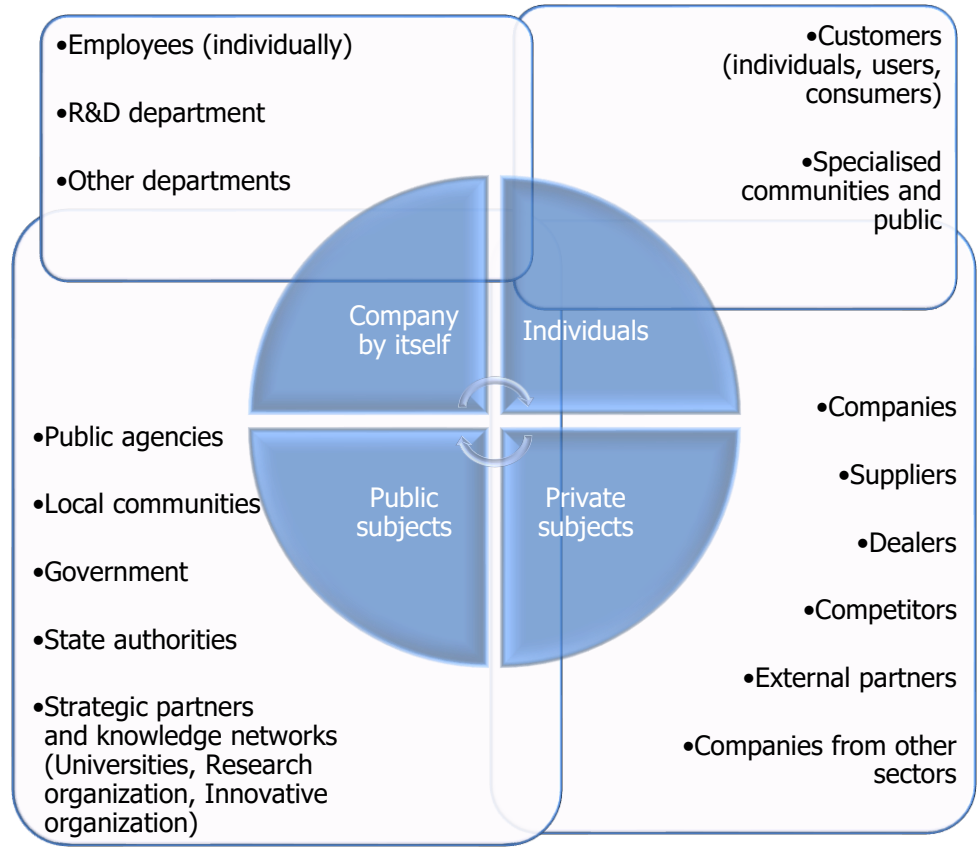 •Employees (individually)
•R&D department
•Other departments
•Customers
(individuals, users,
consumers)
•Specialised
communities and
public
Company
by itself
Individuals
Public
subjects
Private
subjects
•Public agencies
•Local communities
•Government
•State authorities
•Strategic partners
and knowledge networks
(Universities, Research
organization, Innovative
organization)
•Companies
•Suppliers
•Dealers
•Competitors
•External partners
•Companies from other
sectors